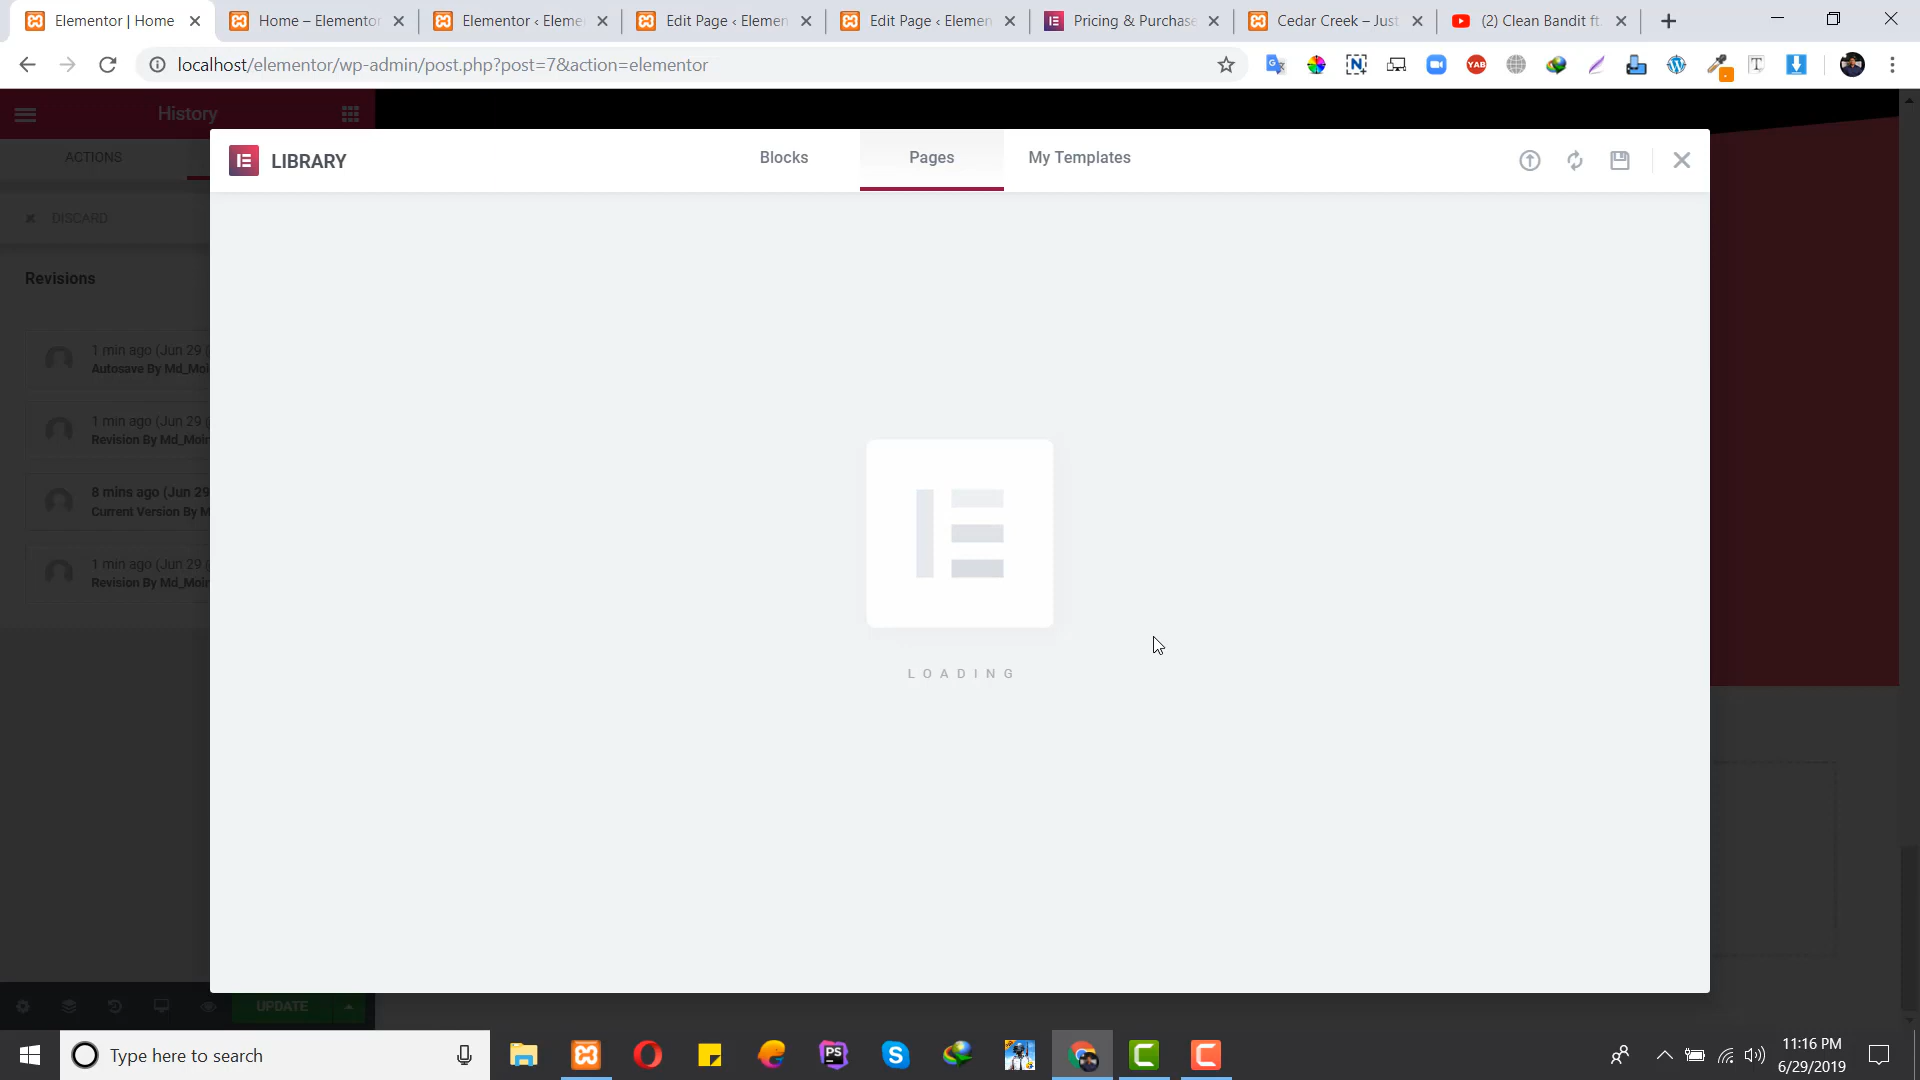 Elementor | Home
Home – Elementor
Elementor ‹ Eleme
Edit Page ‹ Elemen
Edit Page ‹ Elemen
Pricing & Purchase
Cedar Creek – Just
(2) Clean Bandit ft.
localhost/elementor/wp-admin/post.php?post=7&action=elementor
YAB
History
ACTIONS
LIBRARY
Blocks
Pages
My Templates
DISCARD
Revisions
1 min ago (Jun 29
Autosave By Md_Moi
1 min ago (Jun 29
Revision By Md_Moi
8 mins ago (Jun 29
Current Version By M
1 min ago (Jun 29
Revision By Md_Moi
LOADING
UPDATE
Type here to search
PS
11:16 PM
6/29/2019